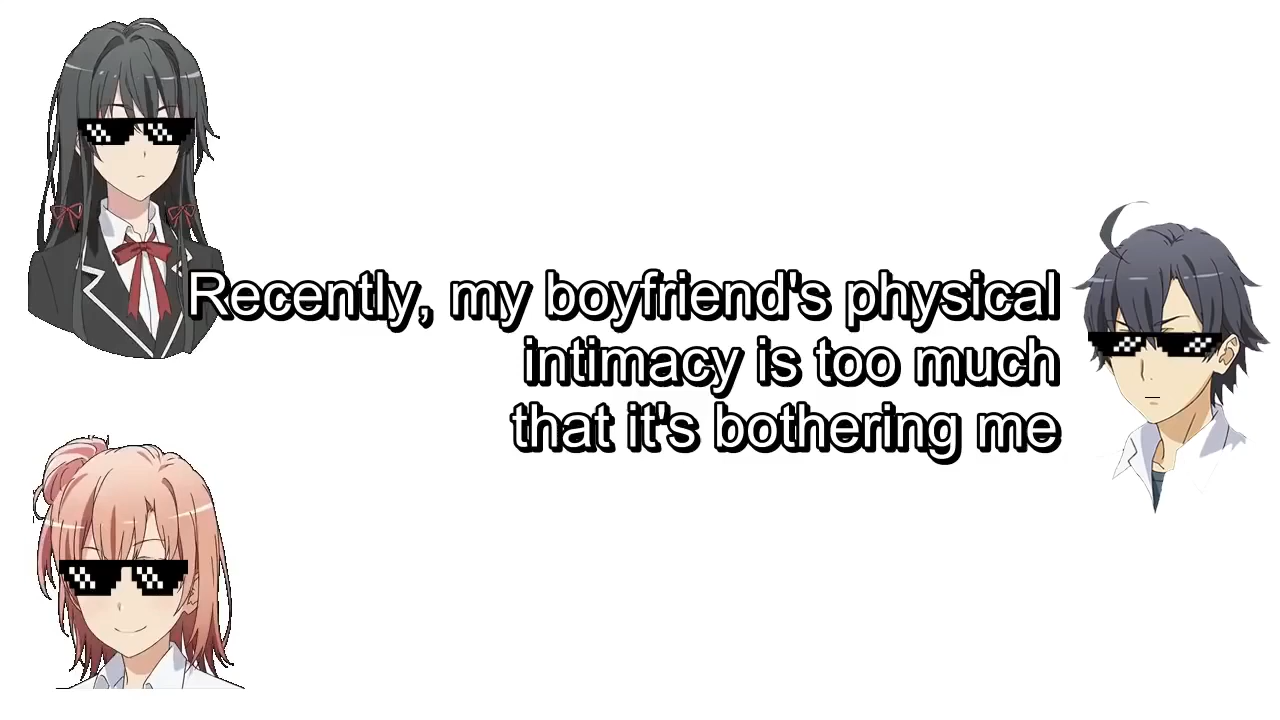 Recently, my boyfriend's physical
intimacy is too much
that it's bothering me